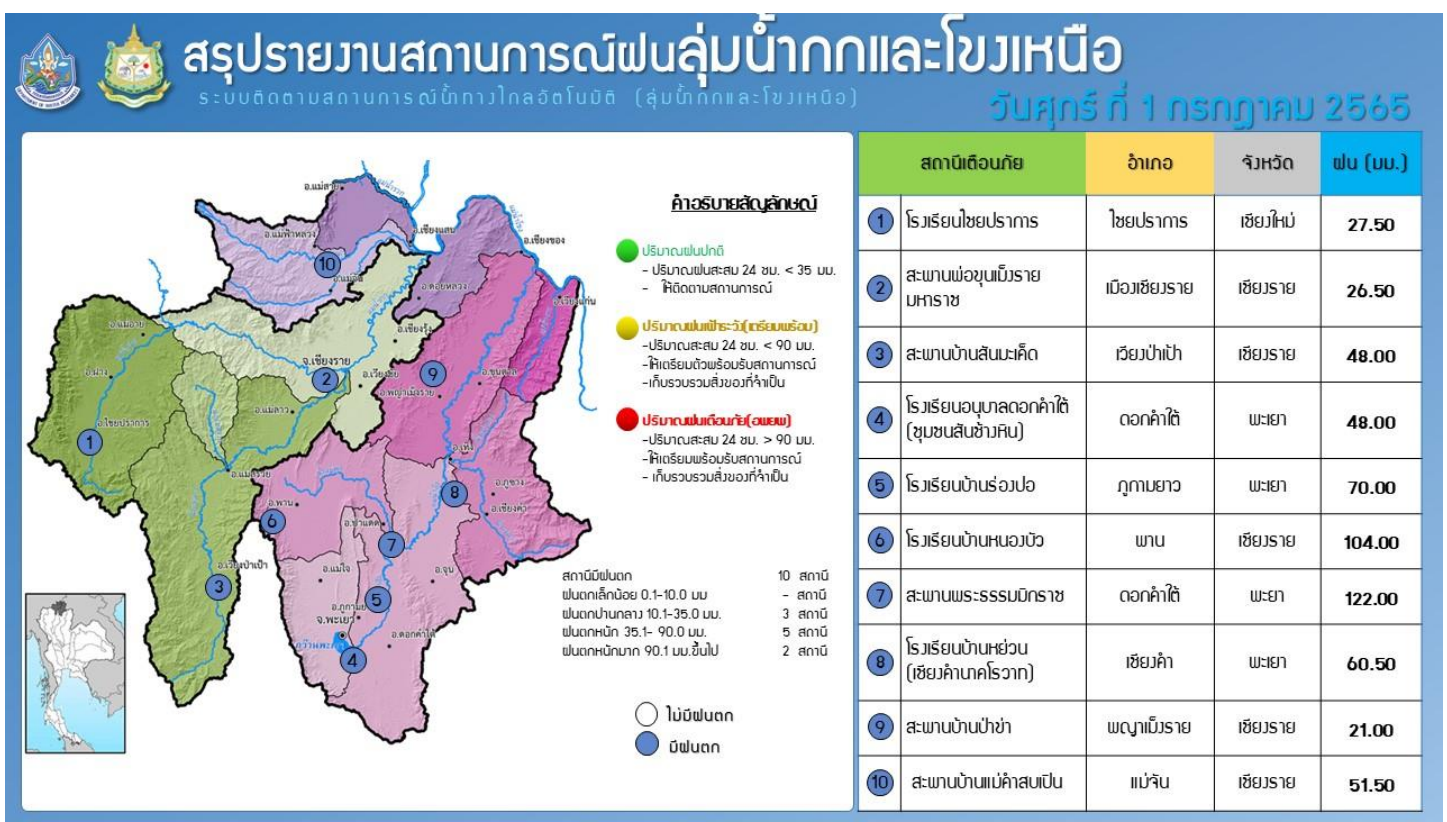 สรุปรายงานสถานการณ์ฝนลุ่มน้ำกกและโขงเหนือ
ระบบติดตามสถานการณ์น้ำทางไกลอัตโนมัติ (ลุ่มน้ำกกและโขงเหนือ)
วันศุกร์ ที่ 1 กรกฎาคม 2565
คำอธิบายสัญลักษณ์
ปริมาณฝนปกติ
- ปริมาณฝนสะสม 24 ชม. < 35 มม.
- ให้ติดตามสถานการณ์
ปริมาณฝนเฝ้าระวัง(เตรียมพร้อม)
-ปริมาณสะสม 24 ชม. < 90 มม.
-ให้เตรียมตัวพร้อมรับสถานการณ์
-เก็บรวบรวมสิ่งของที่จำเป็น
ปริมาณฝนเตือนภัย(อพยพ)
-ปริมาณสะสม 24 ชม. > 90 มม.
-ให้เตรียมพร้อมรับสถานการณ์
- เก็บรวบรวมสิ่งของที่จำเป็น
อ.แม่สาย
อ.แม่ฟ้าหลวง
อ.เชียงแสน
แม่น้ำโขง
อ.เชียงของ
10
อ.แม่จัน
อ.ดอยหลวง
อ.เวียงแก่น
อ.แม่อาย
อ.เชียงรุ้ง
จ.เชียงราย
2
อ.เวียงชัย
9
อ.ขุนตาล
อ.ฝาง
อ.พญาเม็งราย
อ.แม่ลาว
อ.ไชยปราการ
1
อ.เทิง
อ.แม่สรวย
8
อ.ภูซาง
อ.พาน
อ.เชียงคำ
6
อ.ป่าแดด
7
อ.เวียงป่าเป้า
3
อ.แม่ใจ
อ.จุน
5
จ.พะเยา
อ.ดอกคำใต้
4
สถานีมีฝนตก 10 สถานี
ฝนตกเล็กน้อย 0.1-10.0 มม - สถานี
ฝนตกปานกลาง 10.1-35.0 มม. 3 สถานี
ฝนตกหนัก 35.1- 90.0 มม. 5 สถานี
ฝนตกหนักมาก 90.1 มม.ขึ้นไป 2 สถานี
ไม่มีฝนตก
มีฝนตก
สถานีเตือนภัย อำเภอ จังหวัด ฝน (มม.)
1 โรงเรียนไชยปราการ ไชยปราการ เชียงใหม่ 27.50
2 สะพานพ่อขุนเม็งราย
มหาราช เมืองเชียงราย เชียงราย 26.50
3 สะพานบ้านสันมะเค็ด เวียงป่าเป้า เชียงราย 48.00
4 โรงเรียนอนุบาลดอกคำใต้
(ชุมชนสันช้างหิน) ดอกคำใต้ พะเยา 48.00
5 โรงเรียนบ้านร่องปอ ภูกามยาว พะเยา 70.00
6 โรงเรียนบ้านหนองบัว พาน เชียงราย 104.00
7 สะพานพระธรรมมิกราช ดอกคำใต้ พะยา 122.00
8 โรงเรียนบ้านหย่วน
(เชียงคำนาคโรวาท) เชียงคำ พะเยา 60.50
9 สะพานบ้านป่าข่า พญาเม็งราย เชียงราย 21.00
10 สะพานบ้านแม่คำสบเปิน แม่จัน เชียงราย 51.50